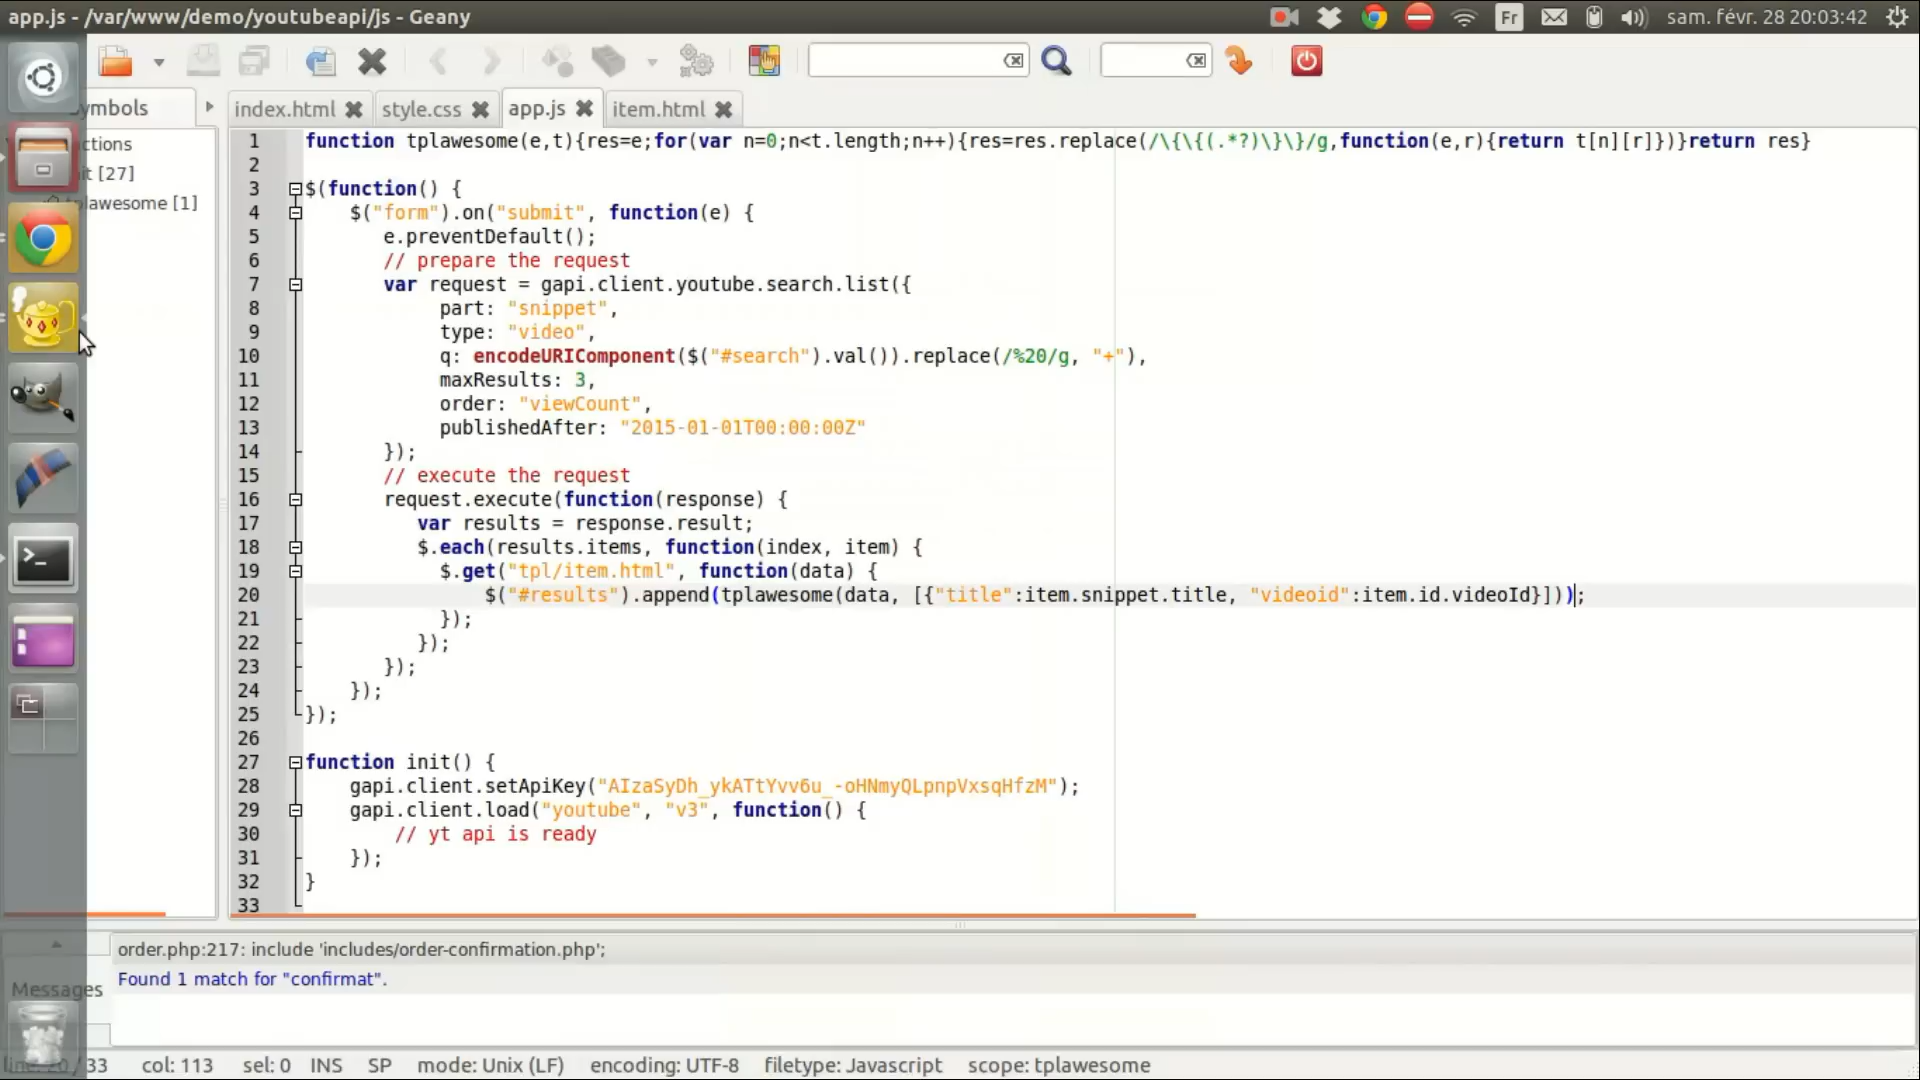 app.js - /var/www/demo/youtubeapi/js - Geany
Fr
sam. févr. 28 20:03:42
ymbols
index.html
style.css
app.js
item.html
ctions
it [27]
tplawesome [1]
1 function tplawesome(e,t){res=e;for(var n=0;n<t.length;n++){res=res.replace(/\{\{(.*?)\}\}/g,function(e,r){return t[n][r]})}return res}
2
3 $(function() {
4 $("form").on("submit", function(e) {
5 e.preventDefault();
6 // prepare the request
7 var request = gapi.client.youtube.search.list({
8 part: "snippet",
9 type: "video",
10 q: encodeURIComponent($("#search").val()).replace(/%20/g, "+"),
11 maxResults: 3,
12 order: "viewCount",
13 publishedAfter: "2015-01-01T00:00:00Z"
14 });
15 // execute the request
16 request.execute(function(response) {
17 var results = response.result;
18 $.each(results.items, function(index, item) {
19 $.get("tpl/item.html", function(data) {
20 $("#results").append(tplawesome(data, [{"title":item.snippet.title, "videoid":item.id.videoId}]));
21 });
22 });
23 });
24 });
25 });
26
27 function init() {
28 gapi.client.setApiKey("AIzaSyDh_ykATtYvv6u_-oHNmyQLpnpVxsqHfzM");
29 gapi.client.load("youtube", "v3", function() {
30 // yt api is ready
31 });
32 }
33
order.php:217: include 'includes/order-confirmation.php';
Found 1 match for "confirmat".
Messages
line: 20 / 33 col: 113 sel: 0 INS SP mode: Unix (LF) encoding: UTF-8 filetype: Javascript scope: tplawesome